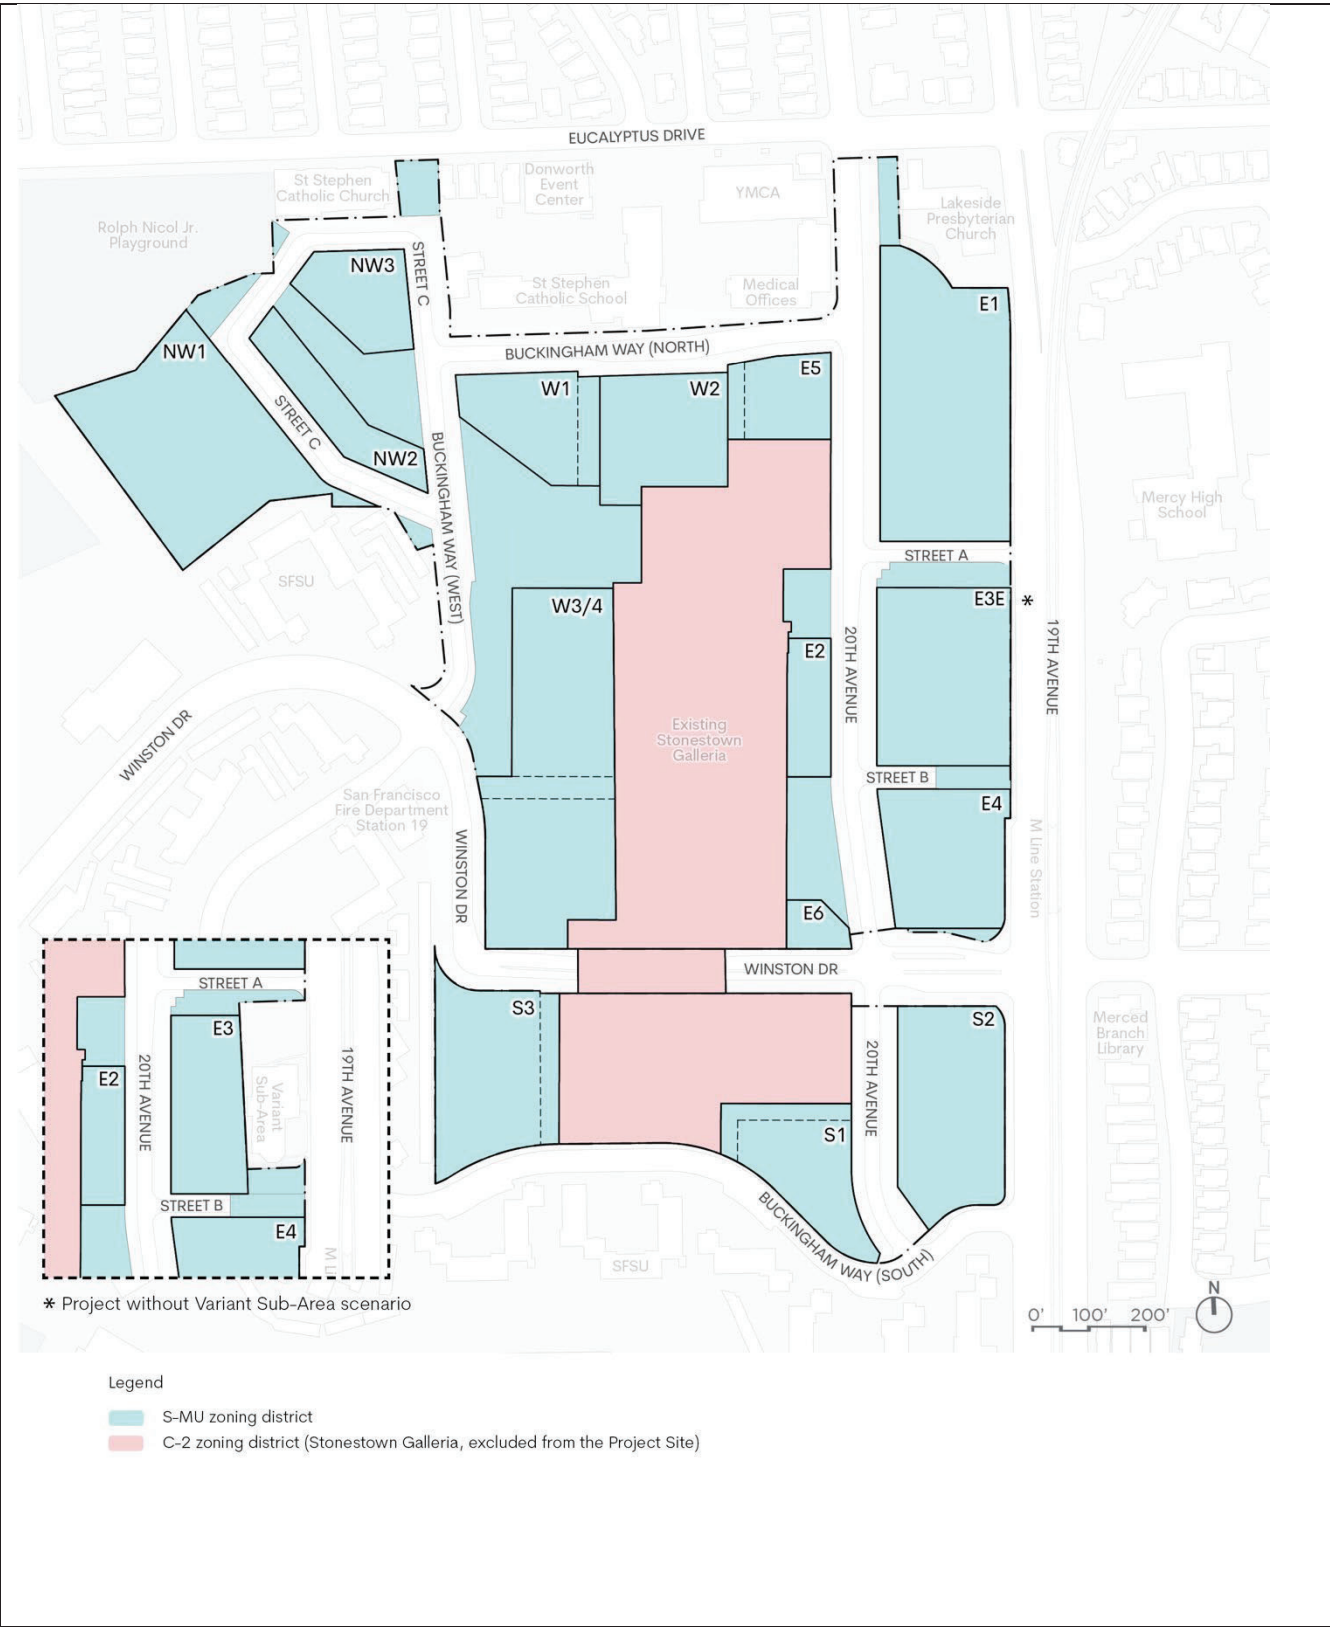 EUCALYPTUS DRIVE
St Stephen
Catholic Church
Donworth
Event
Center
YMCA
Lakeside
Presbyterian
Church
Rolph Nicol Jr.
Playground
NW3
STREET C
St Stephen
Catholic School
Medical
Offices
E1
NW1
BUCKINGHAM WAY (NORTH)
E5
W1
W2
STREET C
NW2
BUCKINGHAM WAY (WEST)
Mercy High
School
STREET A
SFSU
W3/4
E3E
*
E2
20TH AVENUE
19TH AVENUE
Existing
Stonestown
Galleria
WINSTON DR
STREET B
San Francisco
Fire Department
Station 19
E4
M Line Station
WINSTON DR
E6
WINSTON DR
S3
S2
20TH AVENUE
Merced
Branch
Library
S1
BUCKINGHAM WAY (SOUTH)
SFSU
STREET A
E3
E2
20TH AVENUE
Variant
Sub-Area
19TH AVENUE
STREET B
E4
M Li
* Project without Variant Sub-Area scenario
N
0' 100' 200'
Legend
S-MU zoning district
C-2 zoning district (Stonestown Galleria, excluded from the Project Site)